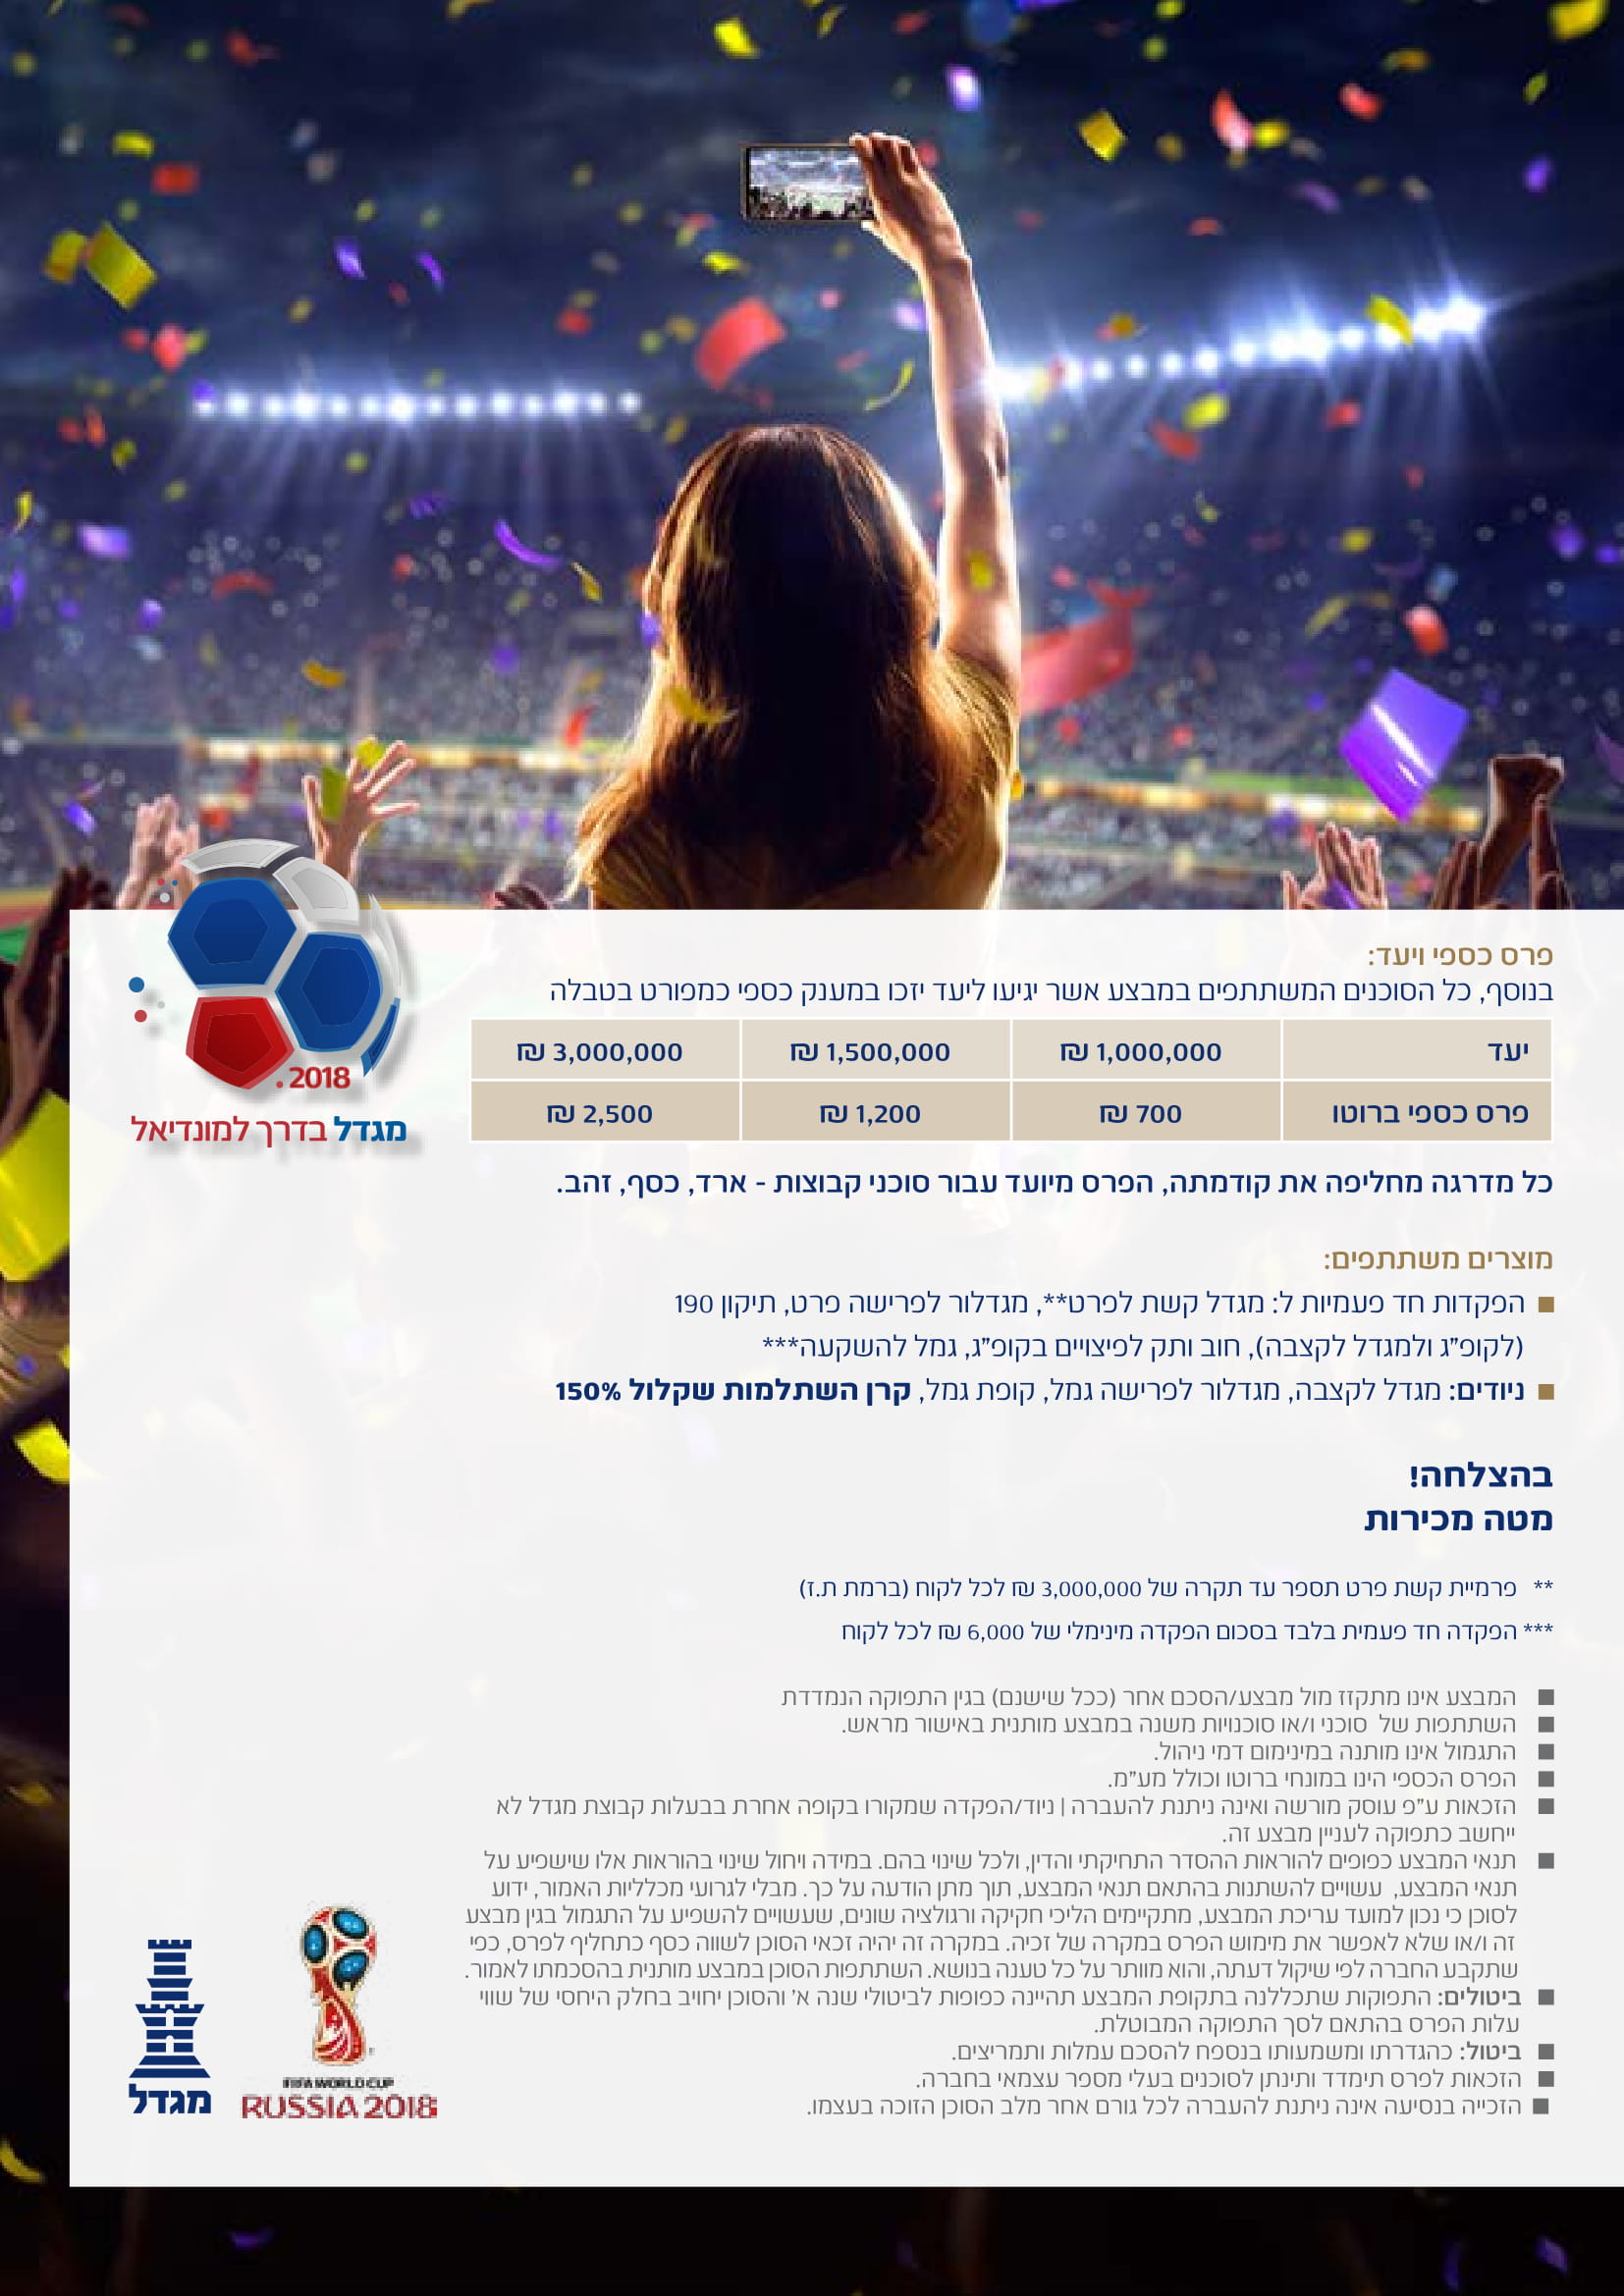 פרס כספי ויעד:
בנוסף, כל הסוכנים המשתתפים במבצע אשר יגיעו ליעד יזכו במענק כספי כמפורט בטבלה
יעד 1,000,000 ₪ 1,500,000 ₪ 3,000,000 ₪
פרס כספי ברוטו 700 ₪ 1,200 ₪ 2,500 ₪
2018.
מגדל בדרך למונדיאל
כל מדרגה מחליפה את קודמתה, הפרס מיועד עבור סוכני קבוצות - ארד, כסף, זהב.
מוצרים משתתפים:
■ הפקדות חד פעמיות ל: מגדל קשת לפרט**, מגדלור לפרישה פרט, תיקון 190
(לקופ"ג ולמגדל לקצבה), חוב ותק לפיצויים בקופ"ג, גמל להשקעה***
■ ניודים: מגדל לקצבה, מגדלור לפרישה גמל, קופת גמל, קרן השתלמות שקלול 150%
בהצלחה!
מטה מכירות
** פרמיית קשת פרט תספר עד תקרה של 3,000,000 ₪ לכל לקוח (ברמת ת.ז)
*** הפקדה חד פעמית בלבד בסכום הפקדה מינימלי של 6,000 ₪ לכל לקוח
■ המבצע אינו מתקזז מול מבצע/הסכם אחר (ככל שישנם) בגין התפוקה הנמדדת
■ השתתפות של סוכני ו/או סוכנויות משנה במבצע מותנית באישור מראש.
■ התגמול אינו מותנה במינימום דמי ניהול.
■ הפרס הכספי הינו במונחי ברוטו וכולל מע"מ.
■ הזכאות ע"פ עוסק מורשה ואינה ניתנת להעברה | ניוד/הפקדה שמקורו בקופה אחרת בבעלות קבוצת מגדל לא
ייחשב כתפוקה לעניין מבצע זה.
■ תנאי המבצע כפופים להוראות ההסדר התחיקתי והדין, ולכל שינוי בהם. במידה ויחול שינוי בהוראות אלו שישפיע על
תנאי המבצע, עשויים להשתנות בהתאם תנאי המבצע, תוך מתן הודעה על כך. מבלי לגרועי מכלליות האמור, ידוע
לסוכן כי נכון למועד עריכת המבצע, מתקיימים הליכי חקיקה ורגולציה שונים, שעשויים להשפיע על התגמול בגין מבצע
זה ו/או שלא לאפשר את מימוש הפרס במקרה של זכיה. במקרה זה יהיה זכאי הסוכן לשווה כסף כתחליף לפרס, כפי
שתקבע החברה לפי שיקול דעתה, והוא מוותר על כל טענה בנושא. השתתפות הסוכן במבצע מותנית בהסכמתו לאמור.
■ ביטולים: התפוקות שתכללנה בתקופת המבצע תהיינה כפופות לביטולי שנה א' והסוכן יחויב בחלק היחסי של שווי
עלות הפרס בהתאם לסך התפוקה המבוטלת.
■ ביטול: כהגדרתו ומשמעותו בנספח להסכם עמלות ותמריצים.
■ הזכאות לפרס תימדד ותינתן לסוכנים בעלי מספר עצמאי בחברה.
■ הזכייה בנסיעה אינה ניתנת להעברה לכל גורם אחר מלב הסוכן הזוכה בעצמו.
FIFA WORLD CUP
RUSSIA 2018
מגדל